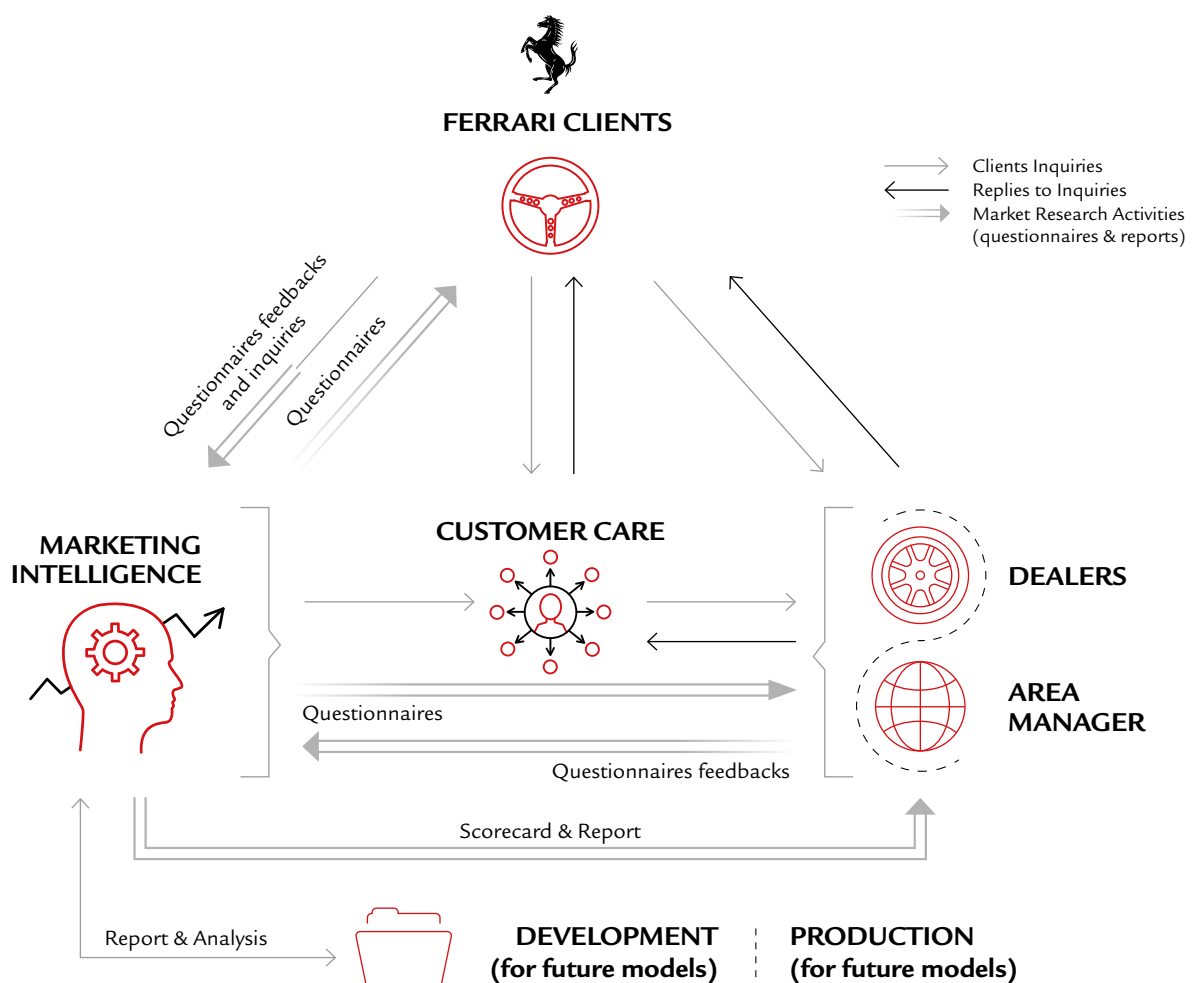 FERRARI CLIENTS
Clients Inquiries
Replies to Inquiries
Market Research Activities
(questionnaires & reports)
Questionnaires feedbacks
and inquiries
Questionnaires
MARKETING
INTELLIGENCE
CUSTOMER CARE
DEALERS
AREA
MANAGER
Questionnaires
Questionnaires feedbacks
Scorecard & Report
Report & Analysis
DEVELOPMENT
(for future models)
PRODUCTION
(for future models)